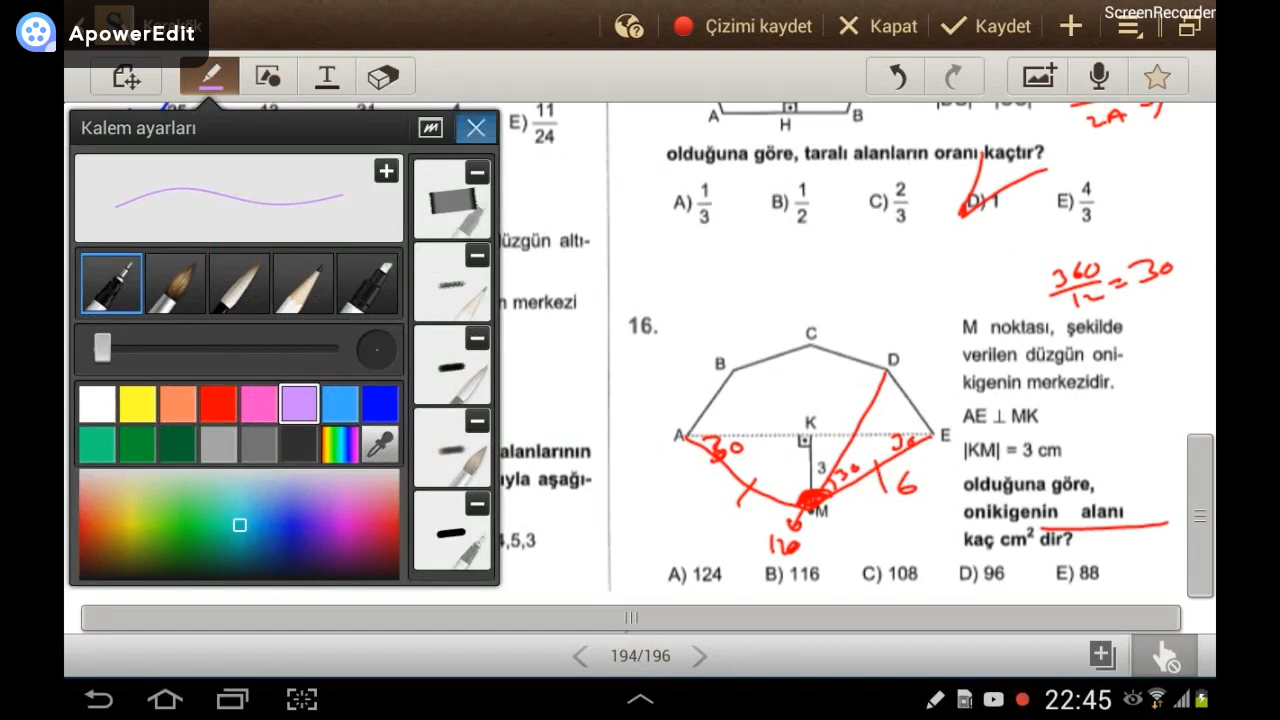 ScreenRecorder
ApowerEdit
Çizimi kaydet
Kapat
Kaydet
T
Kalem ayarları
E) 11/24
A
H
B
2A
olduğuna göre, taralı alanların oranı kaçtır?
A) 1/3 B) 1/2 C) 2/3 D) 1 E) 4/3
düzgün altı-
merkezi
360/12 = 30
16.
M noktası, şekilde
verilen düzgün oni-
kigenin merkezidir.
AE ⊥ MK
|KM| = 3 cm
olduğuna göre,
onikigenin alanı
kaç cm² dir?
C
B
D
K
A
E
30
30
3
30
6
M
120
A) 124 B) 116 C) 108 D) 96 E) 88
alanlarının
yla aşağı-
4,5,3
194/196
22:45